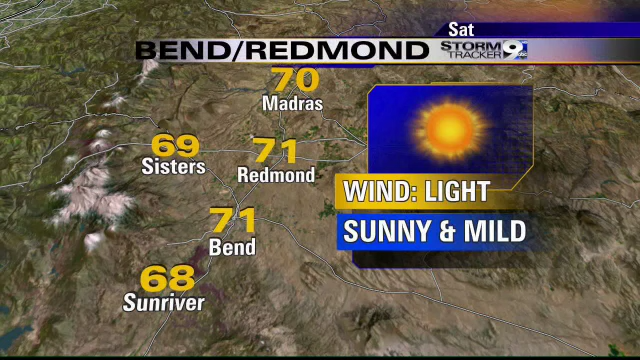 Sat
BEND/REDMOND
STORM
TRACKER 9
70
Madras
69
Sisters
71
Redmond
WIND: LIGHT
71
Bend
SUNNY & MILD
68
Sunriver